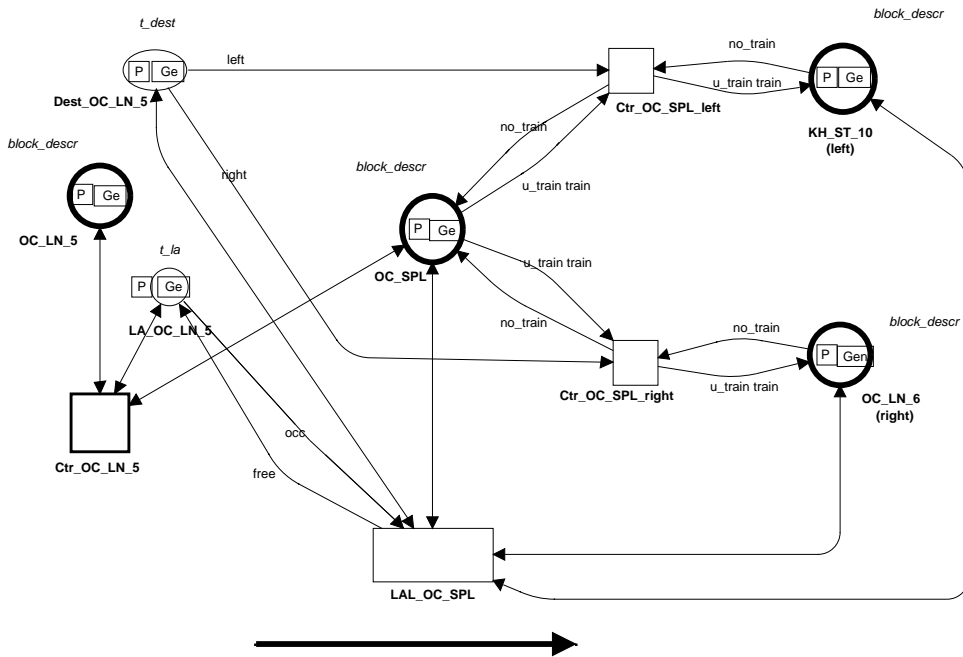 t_dest
block_descr
P Ge
left
no_train
P Ge
u_train train
Dest_OC_LN_5
Ctr_OC_SPL_left
KH_ST_10
(left)
no_train
block_descr
block_descr
right
u_train train
P Ge
OC_LN_5
P Ge
OC_SPL
t_la
u_train train
P Ge
LA_OC_LN_5
no_train
block_descr
no_train
P Gen
u_train train
Ctr_OC_SPL_right
OC_LN_6
(right)
occ
Ctr_OC_LN_5
free
LAL_OC_SPL